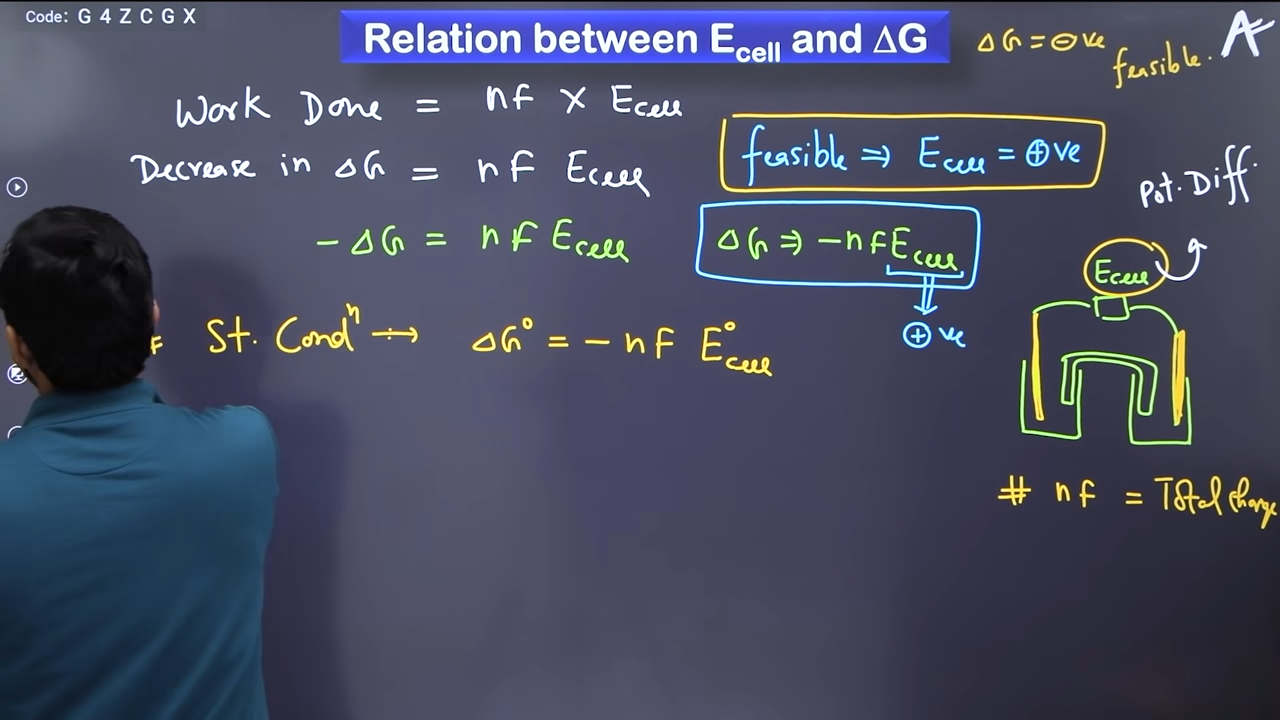 Code: G 4 Z C G X
Relation between Ecell and ΔG
ΔG = ⊖ve
feasible.
Work Done = nf × Ecell
feasible ⇒ Ecell = ⊕ve
Decrease in ΔG = nf Ecell
Pot. Diff.
-ΔG = nf Ecell
ΔG ⇒ -nfEcell
Ecell
⊕ ve
St. Condⁿ → ΔG° = - nf E°cell
# nf = Total charge